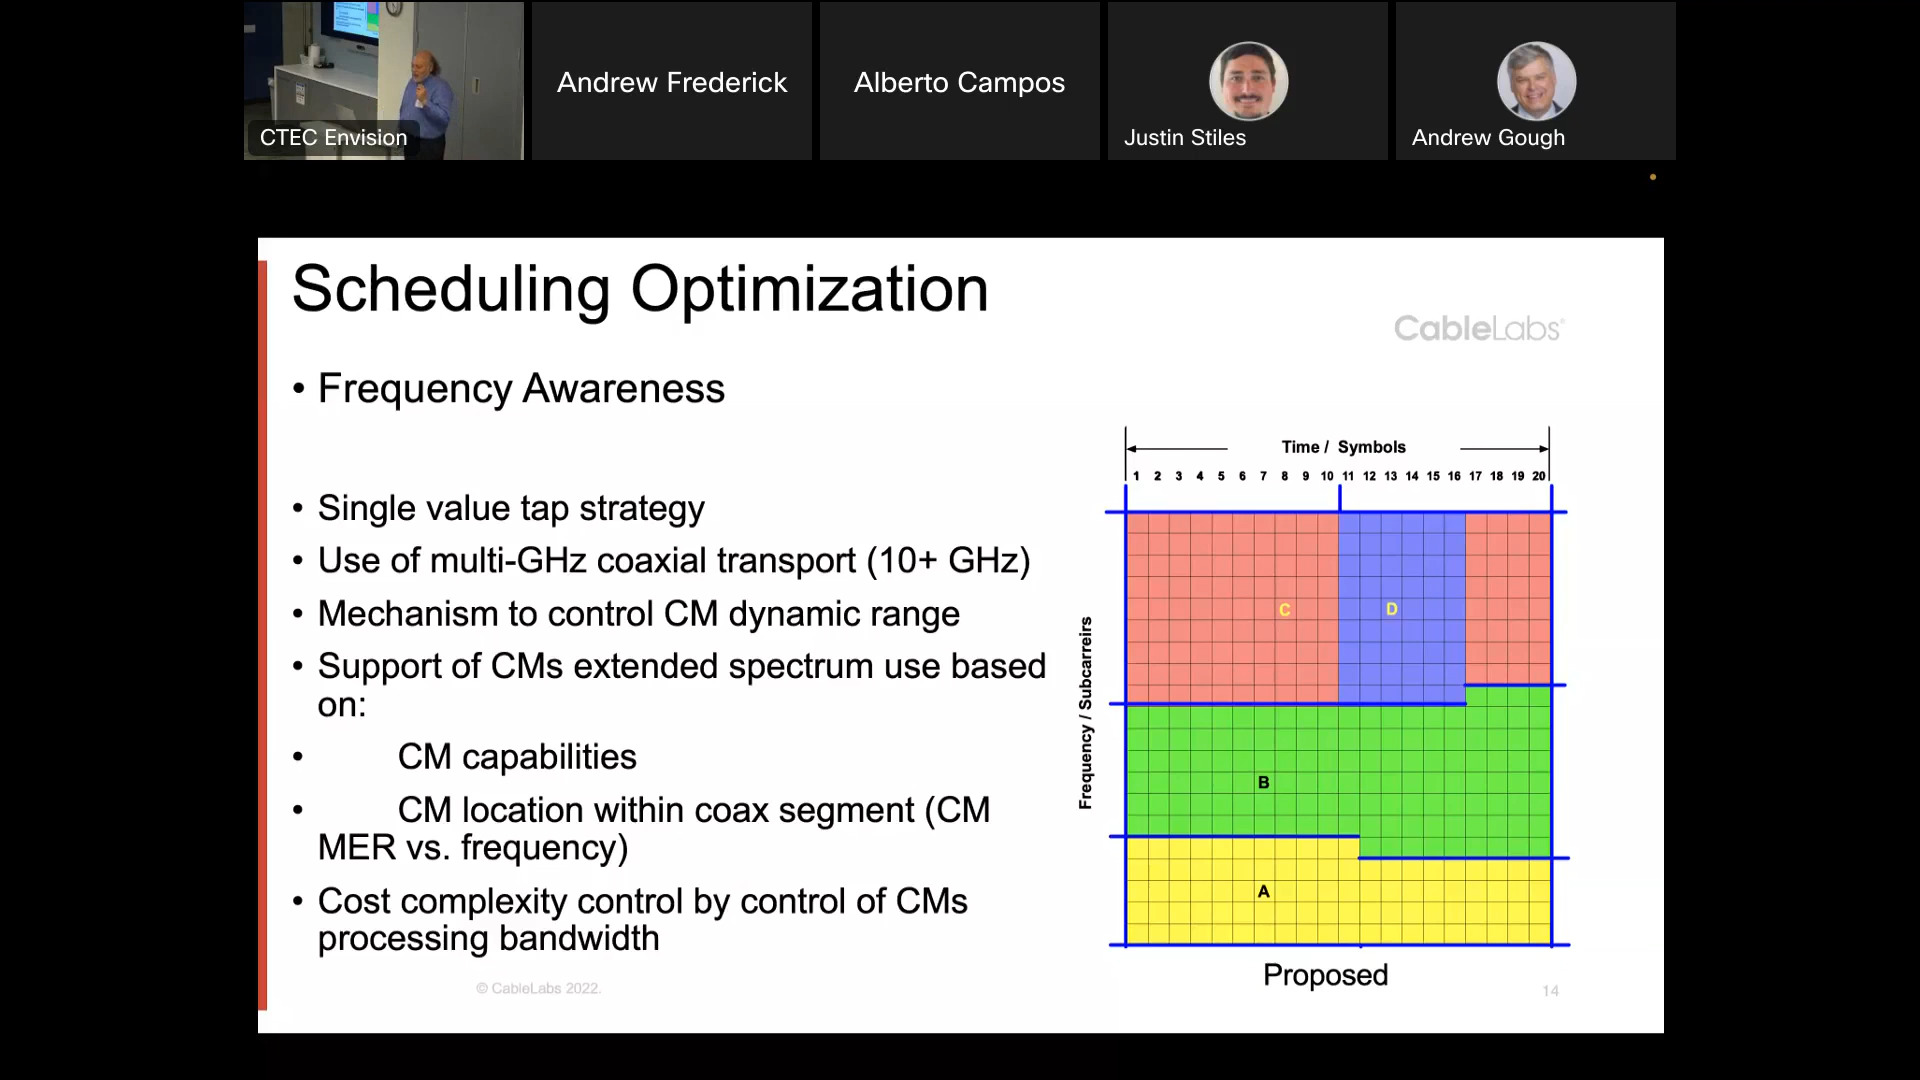 CTEC Envision
Andrew Frederick
Alberto Campos
Justin Stiles
Andrew Gough
Scheduling Optimization
CableLabs®
• Frequency Awareness
• Single value tap strategy
• Use of multi-GHz coaxial transport (10+ GHz)
• Mechanism to control CM dynamic range
• Support of CMs extended spectrum use based
on:
• CM capabilities
• CM location within coax segment (CM
MER vs. frequency)
• Cost complexity control by control of CMs
processing bandwidth
Time / Symbols
1 2 3 4 5 6 7 8 9 10 11 12 13 14 15 16 17 18 19 20
Frequency / Subcarreirs
C
D
B
A
Proposed
© CableLabs 2022.
14